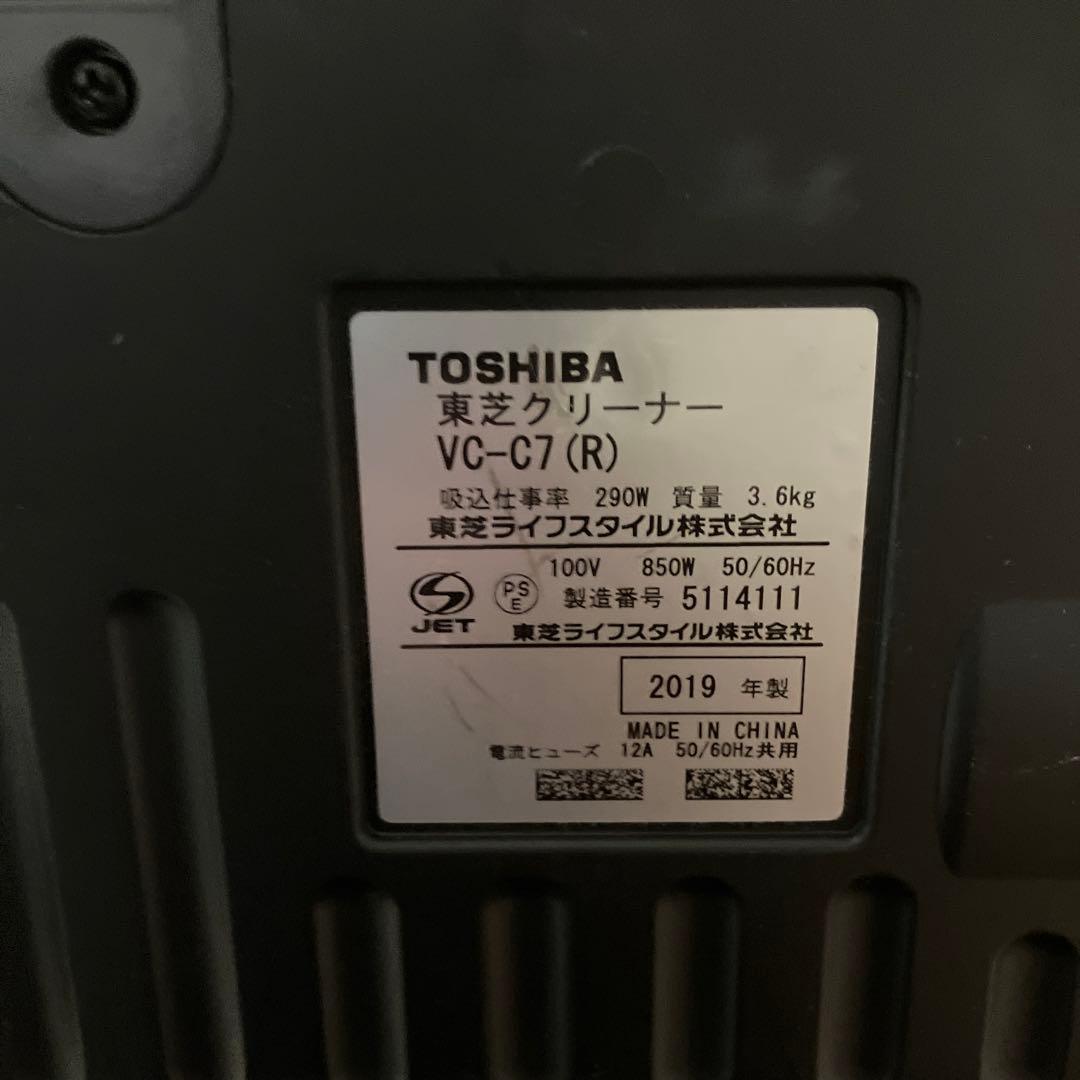 TOSHIBA
東芝クリーナー
VC-C7(R)
吸込仕事率 290W 質量 3.6kg
東芝ライフスタイル株式会社
100V 850W 50/60Hz
JET PSE 製造番号 5114111
東芝ライフスタイル株式会社
2019 年製
MADE IN CHINA
電流ヒューズ 12A 50/60Hz共用